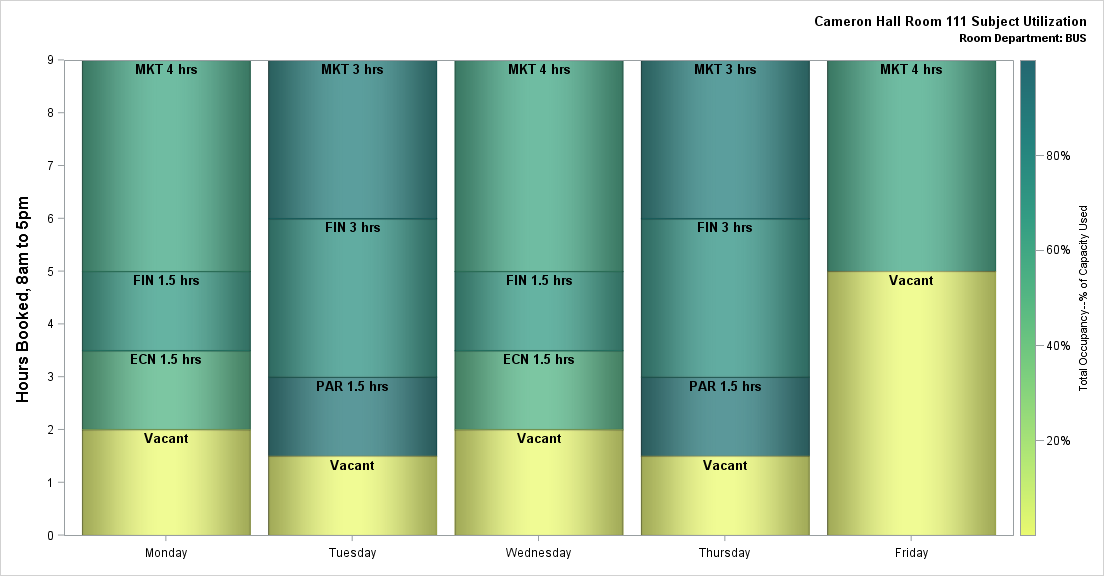 Cameron Hall Room 111 Subject Utilization
Room Department: BUS
Hours Booked, 8am to 5pm
9
8
7
6
5
4
3
2
1
0
MKT 4 hrs
FIN 1.5 hrs
ECN 1.5 hrs
Vacant
MKT 3 hrs
FIN 3 hrs
PAR 1.5 hrs
Vacant
MKT 4 hrs
FIN 1.5 hrs
ECN 1.5 hrs
Vacant
MKT 3 hrs
FIN 3 hrs
PAR 1.5 hrs
Vacant
MKT 4 hrs
Vacant
Monday
Tuesday
Wednesday
Thursday
Friday
80%
60%
40%
20%
Total Occupancy--% of Capacity Used